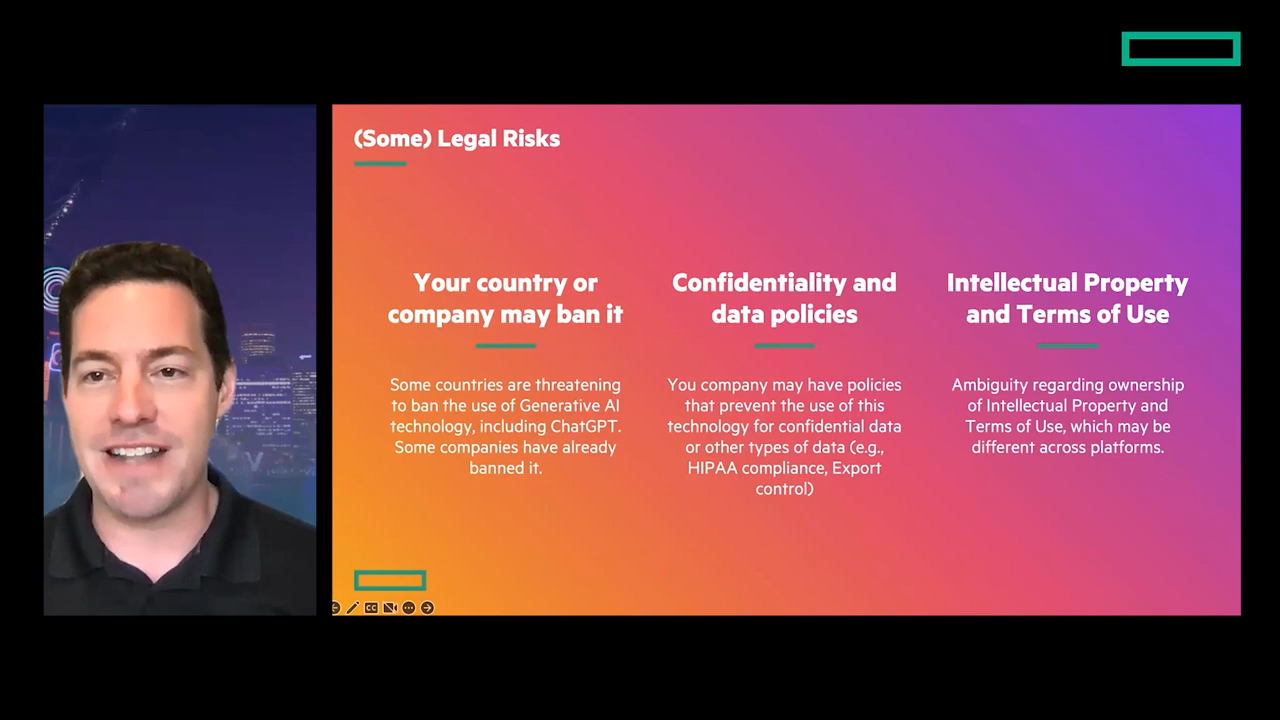 (Some) Legal Risks
Your country or
company may ban it
Some countries are threatening
to ban the use of Generative AI
technology, including ChatGPT.
Some companies have already
banned it.
Confidentiality and
data policies
You company may have policies
that prevent the use of this
technology for confidential data
or other types of data (e.g.,
HIPAA compliance, Export
control)
Intellectual Property
and Terms of Use
Ambiguity regarding ownership
of Intellectual Property and
Terms of Use, which may be
different across platforms.
CC